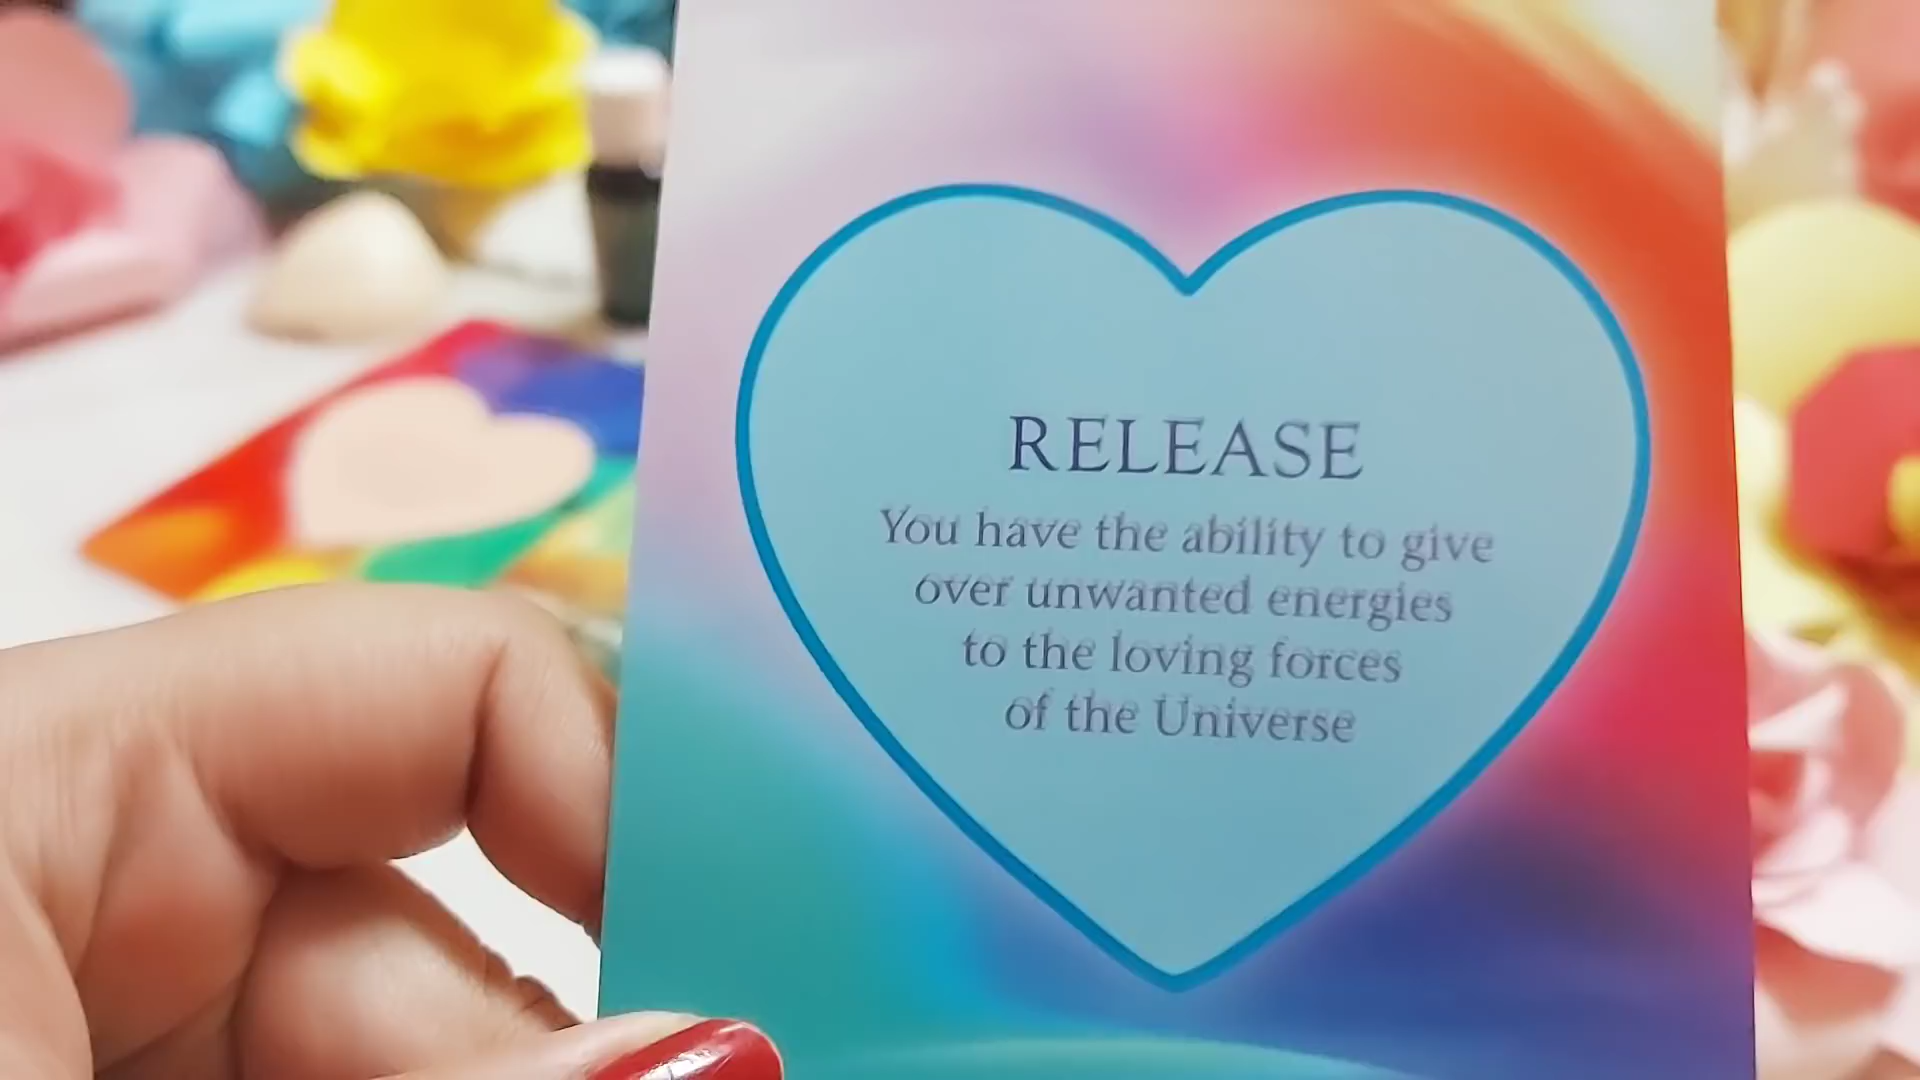 RELEASE
You have the ability to give
over unwanted energies
to the loving forces
of the Universe